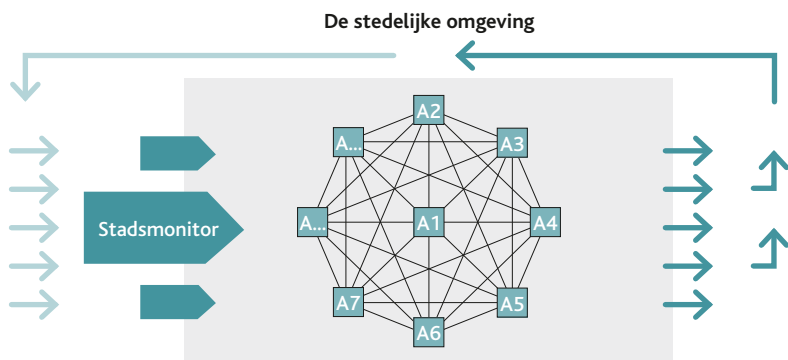 De stedelijke omgeving
A2
A...
A3
Stadsmonitor
A...
A1
A4
A7
A5
A6